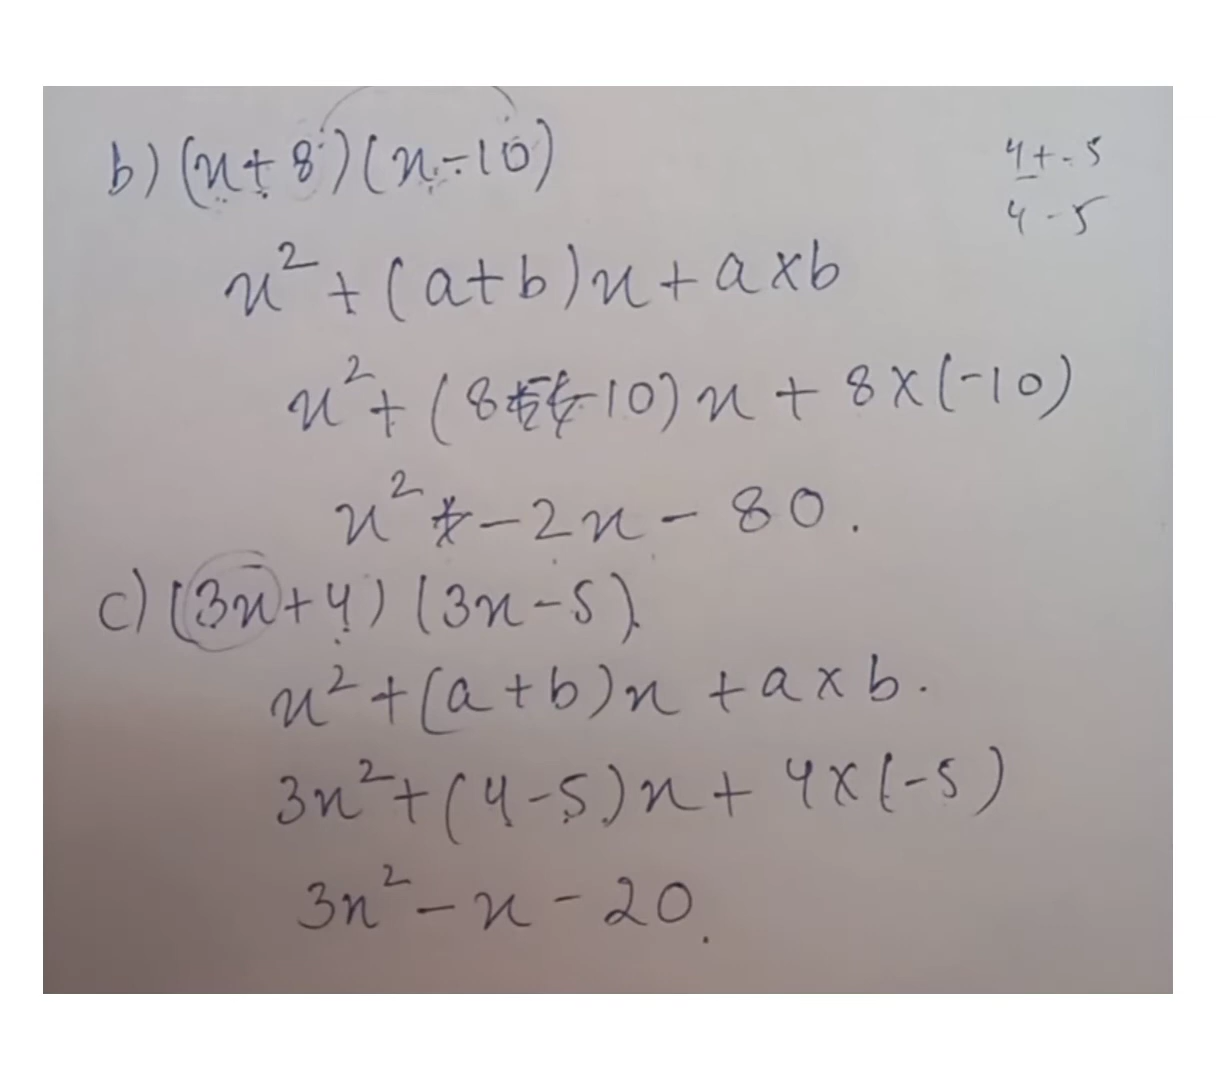 b) (x+8)(x-10)
4+-5
4-5
x²+(a+b)x+a×b
x²+(8-10)x+8×(-10)
x²-2x-80.
c) (3x+4)(3x-5)
x²+(a+b)x+a×b.
3x²+(4-5)x+4×(-5)
3x²-x-20.